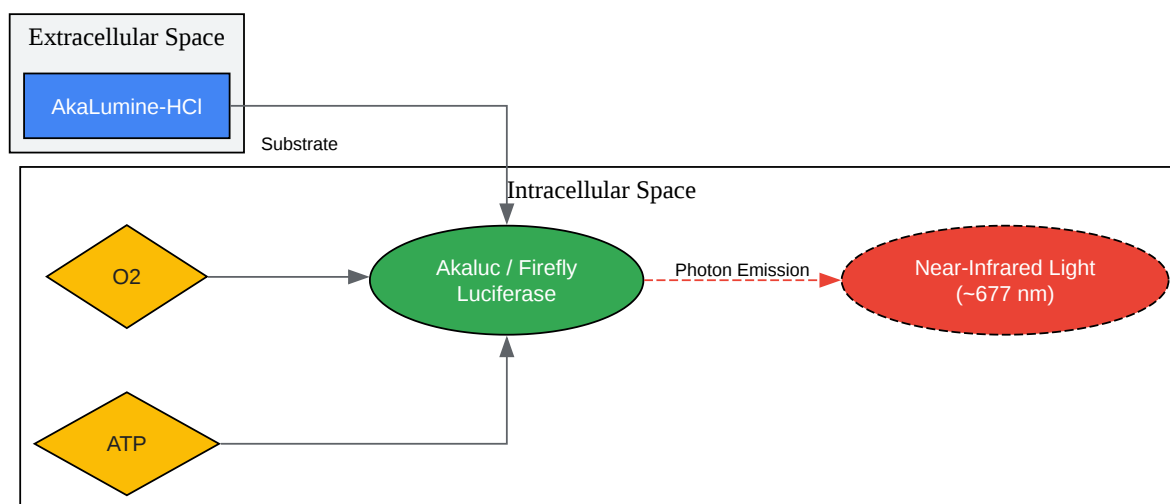 Extracellular Space
AkaLumine-HCl
Substrate
Intracellular Space
O2
Akaluc / Firefly
Luciferase
Photon Emission
Near-Infrared Light
(~677 nm)
ATP